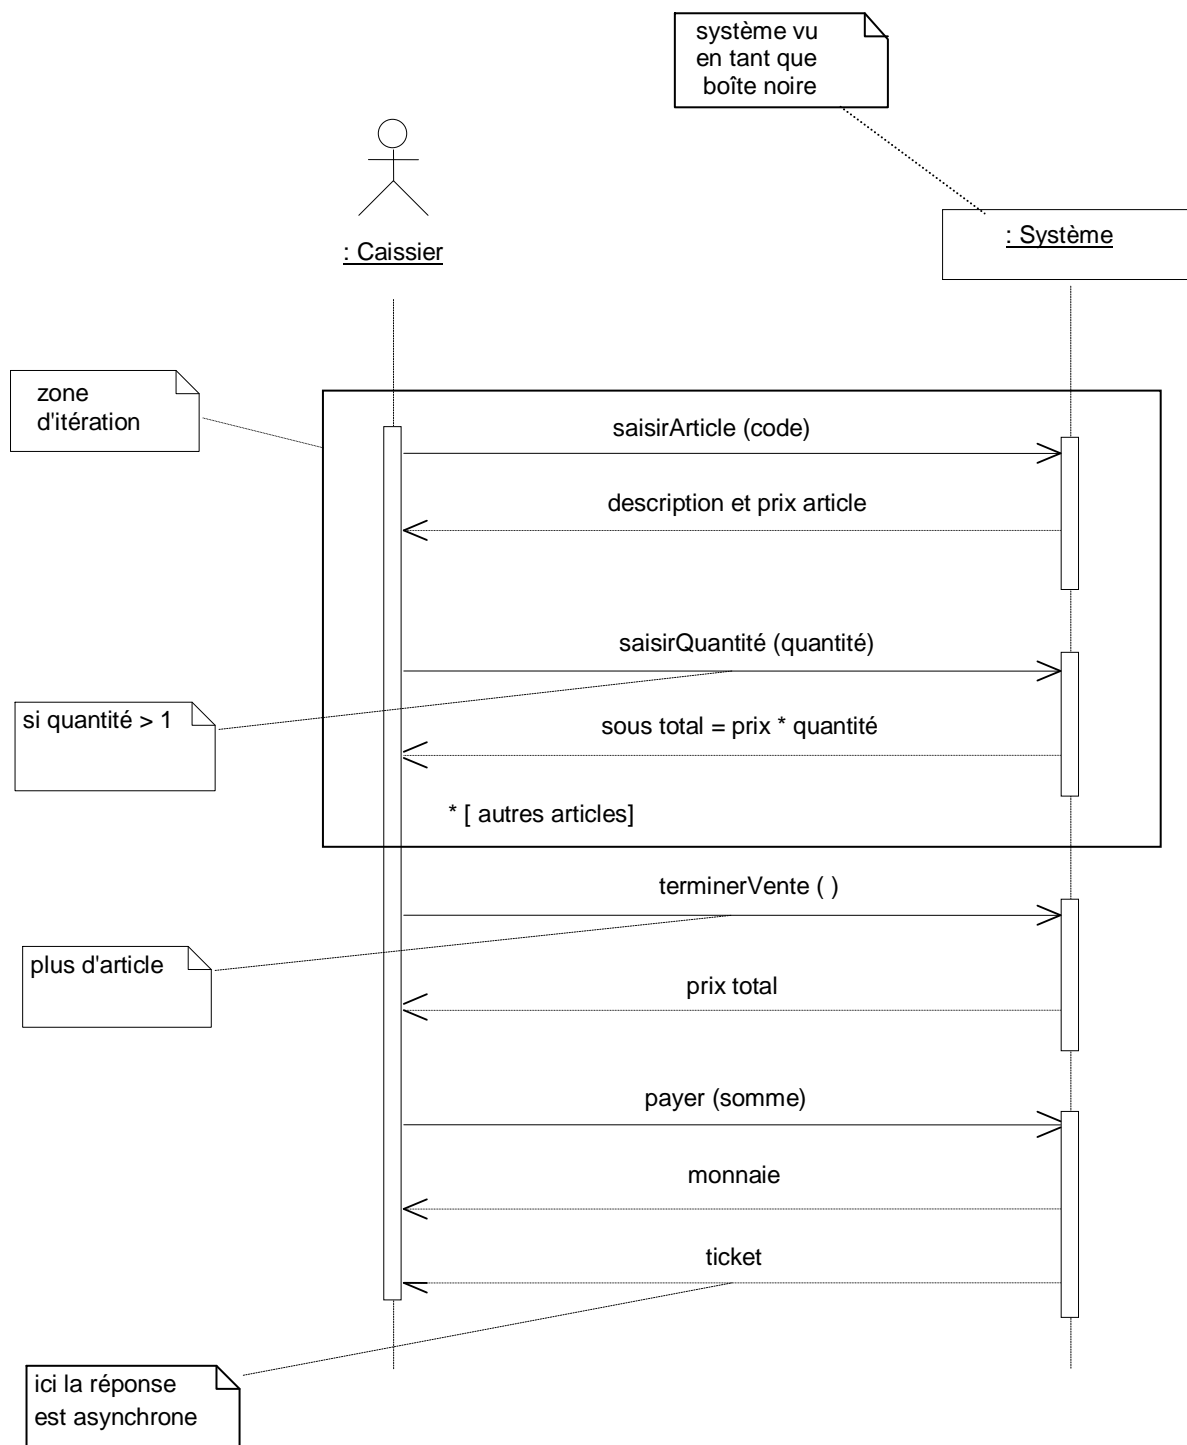 système vu
en tant que
boîte noire
: Caissier
: Système
zone
d'itération
saisirArticle (code)
description et prix article
saisirQuantité (quantité)
si quantité > 1
sous total = prix * quantité
* [ autres articles]
terminerVente ( )
plus d'article
prix total
payer (somme)
monnaie
ticket
ici la réponse
est asynchrone